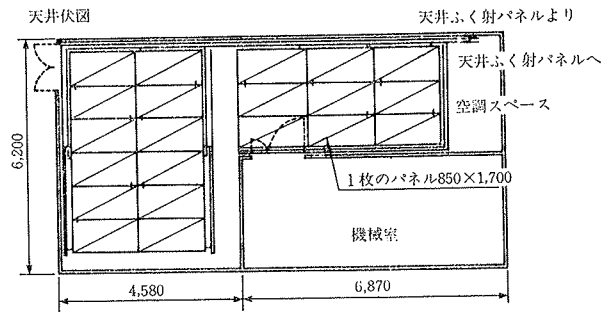 天井伏図
天井ふく射パネルより
天井ふく射パネルへ
空調スペース
6,200
1枚のパネル850×1,700
機械室
4,580
6,870